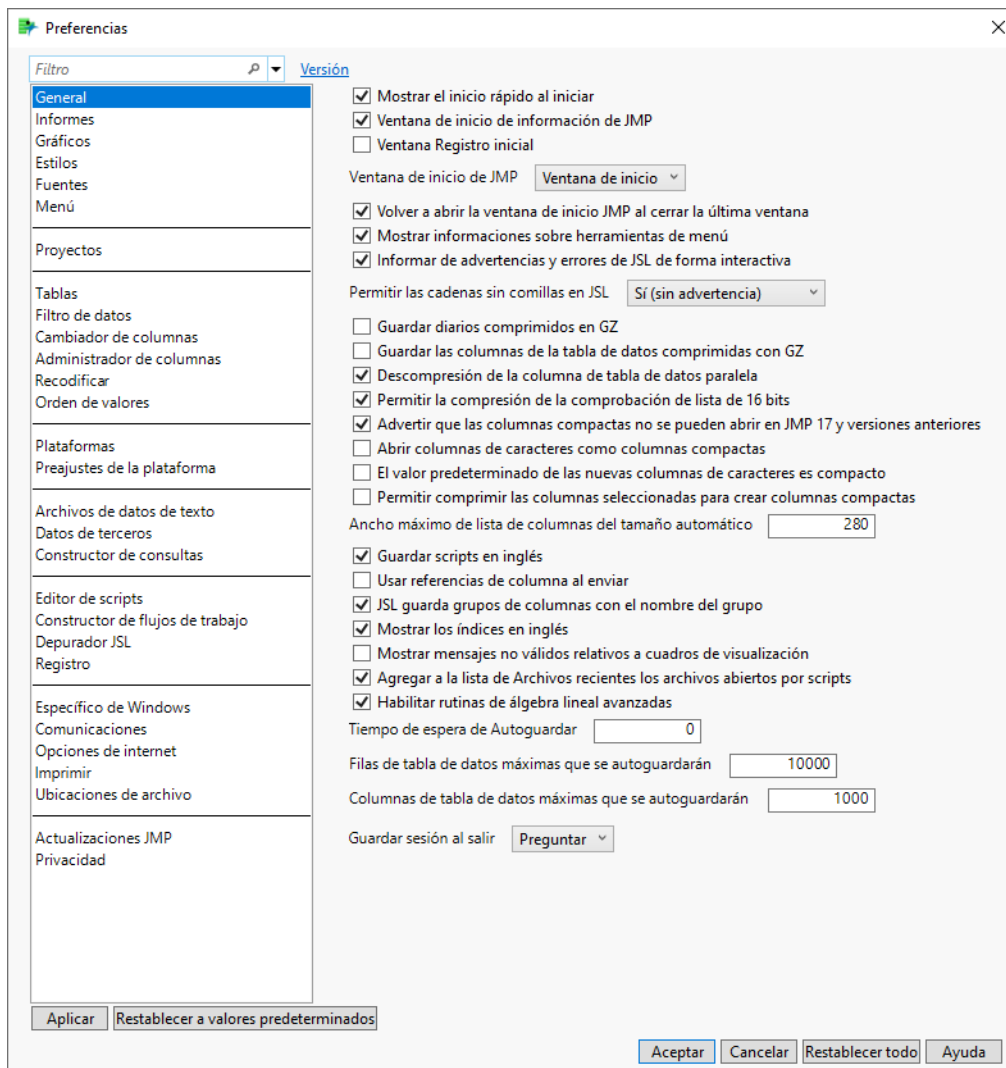 Preferencias
Filtro
Versión
General
Informes
Gráficos
Estilos
Fuentes
Menú
Proyectos
Tablas
Filtro de datos
Cambiador de columnas
Administrador de columnas
Recodificar
Orden de valores
Plataformas
Preajustes de la plataforma
Archivos de datos de texto
Datos de terceros
Constructor de consultas
Editor de scripts
Constructor de flujos de trabajo
Depurador JSL
Registro
Específico de Windows
Comunicaciones
Opciones de internet
Imprimir
Ubicaciones de archivo
Actualizaciones JMP
Privacidad
Mostrar el inicio rápido al iniciar
Ventana de inicio de información de JMP
Ventana Registro inicial
Ventana de inicio de JMP Ventana de inicio
Volver a abrir la ventana de inicio JMP al cerrar la última ventana
Mostrar informaciones sobre herramientas de menú
Informar de advertencias y errores de JSL de forma interactiva
Permitir las cadenas sin comillas en JSL Sí (sin advertencia)
Guardar diarios comprimidos en GZ
Guardar las columnas de la tabla de datos comprimidas con GZ
Descompresión de la columna de tabla de datos paralela
Permitir la compresión de la comprobación de lista de 16 bits
Advertir que las columnas compactas no se pueden abrir en JMP 17 y versiones anteriores
Abrir columnas de caracteres como columnas compactas
El valor predeterminado de las nuevas columnas de caracteres es compacto
Permitir comprimir las columnas seleccionadas para crear columnas compactas
Ancho máximo de lista de columnas del tamaño automático 280
Guardar scripts en inglés
Usar referencias de columna al enviar
JSL guarda grupos de columnas con el nombre del grupo
Mostrar los índices en inglés
Mostrar mensajes no válidos relativos a cuadros de visualización
Agregar a la lista de Archivos recientes los archivos abiertos por scripts
Habilitar rutinas de álgebra lineal avanzadas
Tiempo de espera de Autoguardar 0
Filas de tabla de datos máximas que se autoguardarán 10000
Columnas de tabla de datos máximas que se autoguardarán 1000
Guardar sesión al salir Preguntar
Aplicar Restablecer a valores predeterminados
Aceptar Cancelar Restablecer todo Ayuda